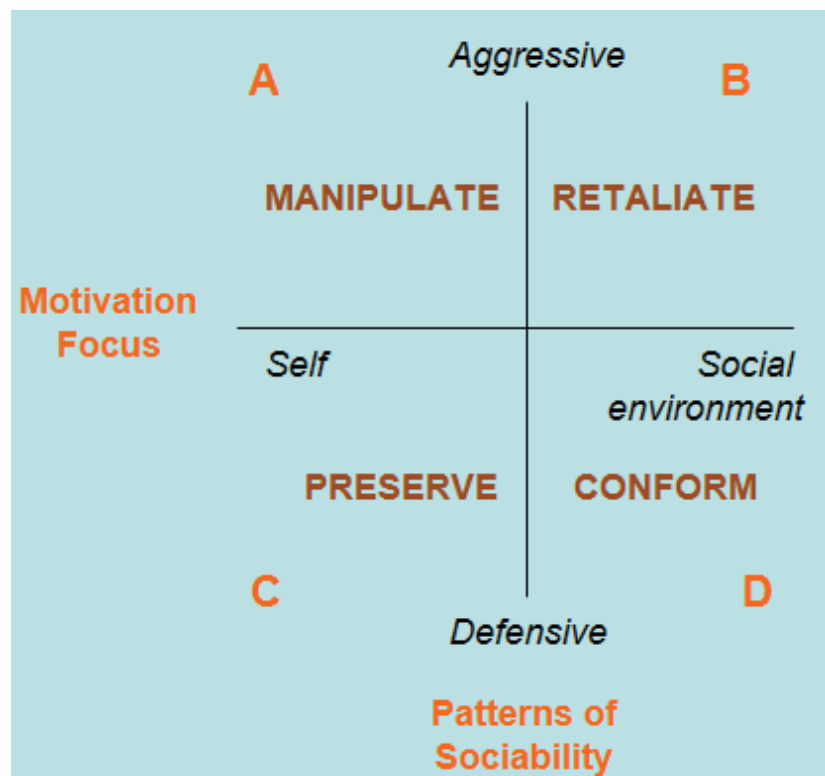 Aggressive
A
B
MANIPULATE
RETALIATE
Motivation
Focus
Self
Social
environment
PRESERVE
CONFORM
C
D
Defensive
Patterns of
Sociability